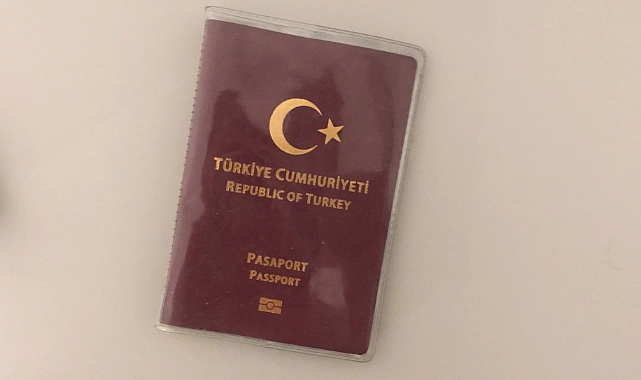 TÜRKİYE CUMHURİYETİ
REPUBLIC OF TURKEY
PASAPORT
PASSPORT